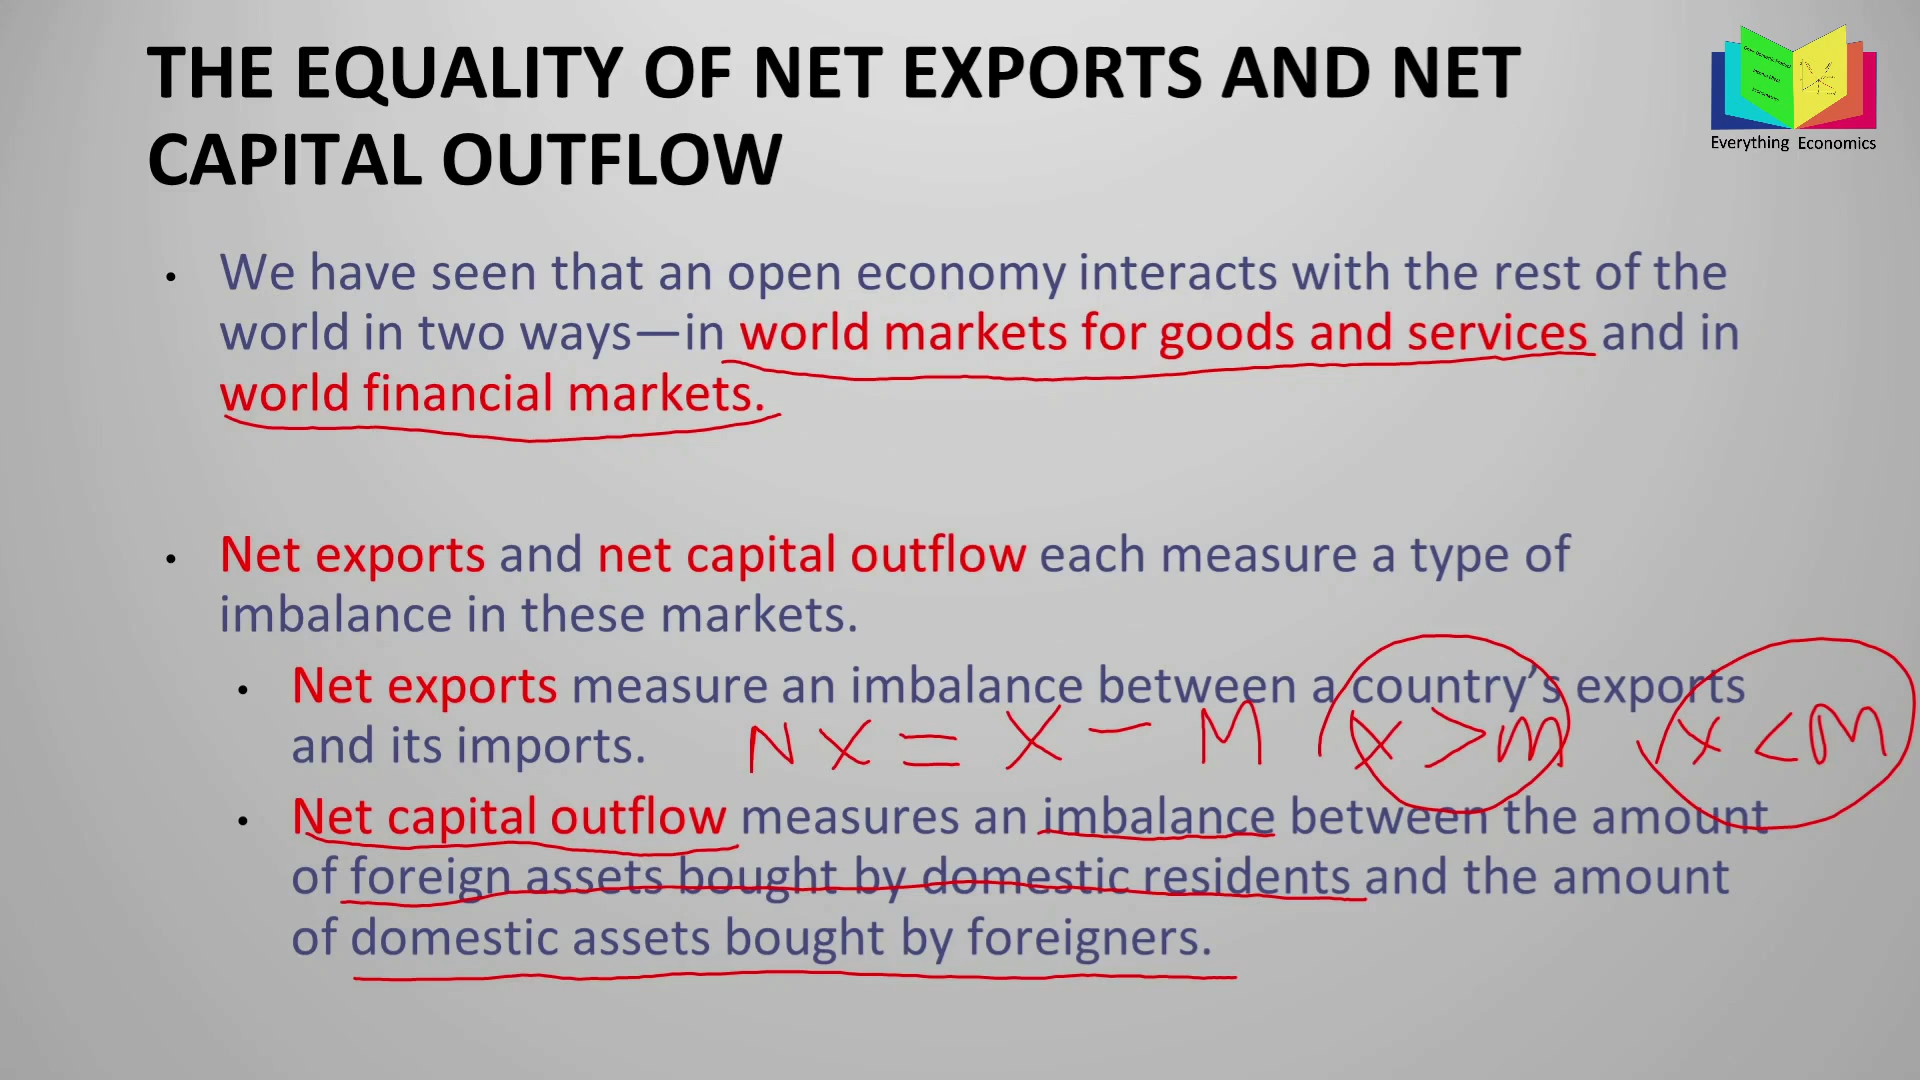 THE EQUALITY OF NET EXPORTS AND NET
CAPITAL OUTFLOW
Everything Economics
• We have seen that an open economy interacts with the rest of the
world in two ways—in world markets for goods and services and in
world financial markets.
• Net exports and net capital outflow each measure a type of
imbalance in these markets.
• Net exports measure an imbalance between a country’s exports
and its imports. NX = X – M X > M X < M
• Net capital outflow measures an imbalance between the amount
of foreign assets bought by domestic residents and the amount
of domestic assets bought by foreigners.